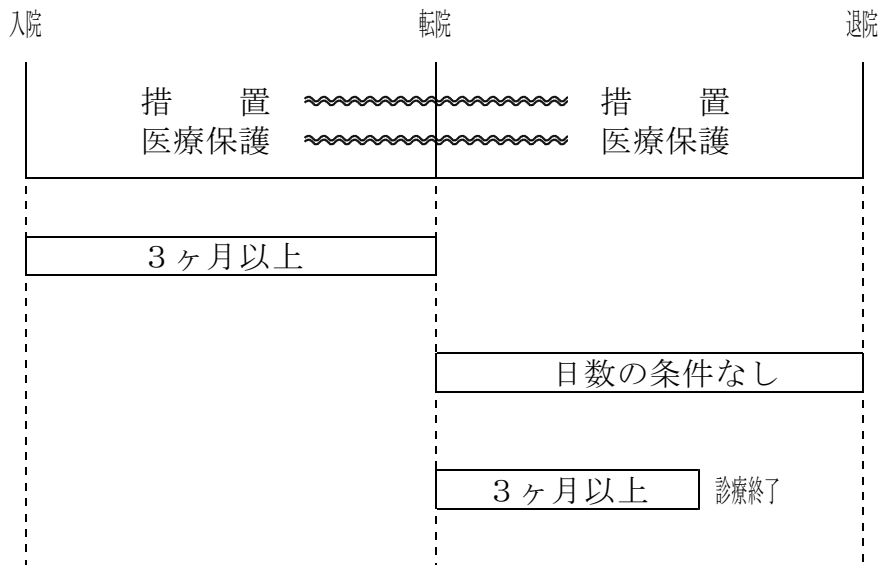 入院 転院 退院
措 置 措 置
医療保護 医療保護
３ヶ月以上
日数の条件なし
３ヶ月以上 診療終了